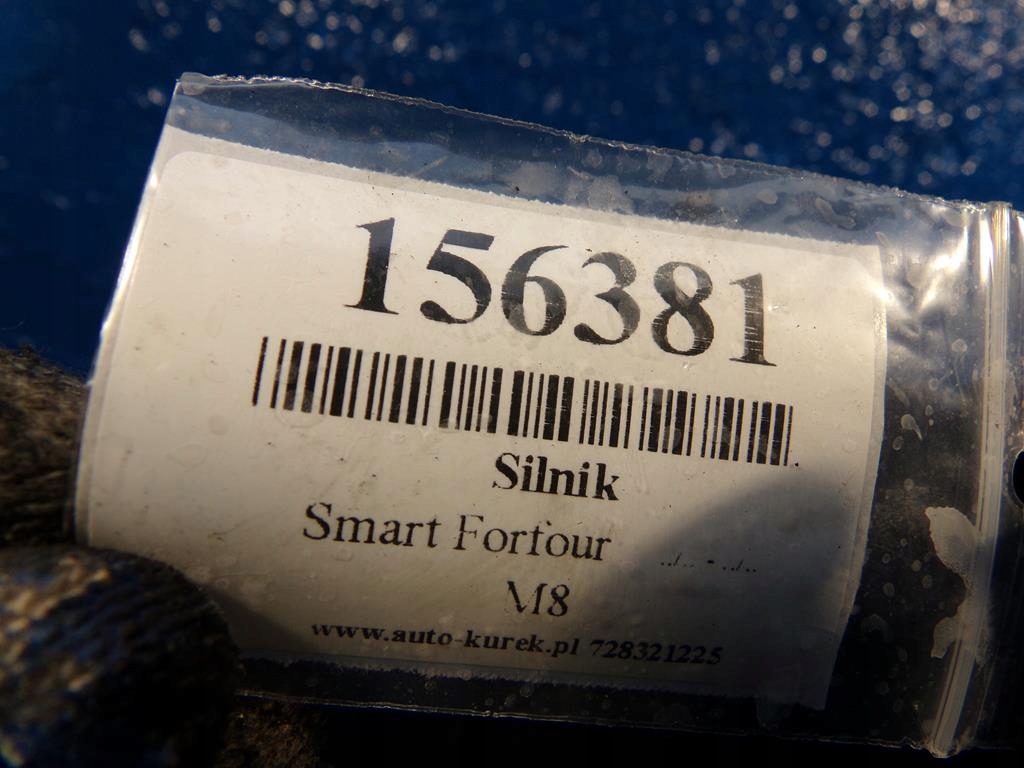 156381
Silnik
Smart Forfour ../.. - ../..
M8
www.auto-kurek.pl 728321225